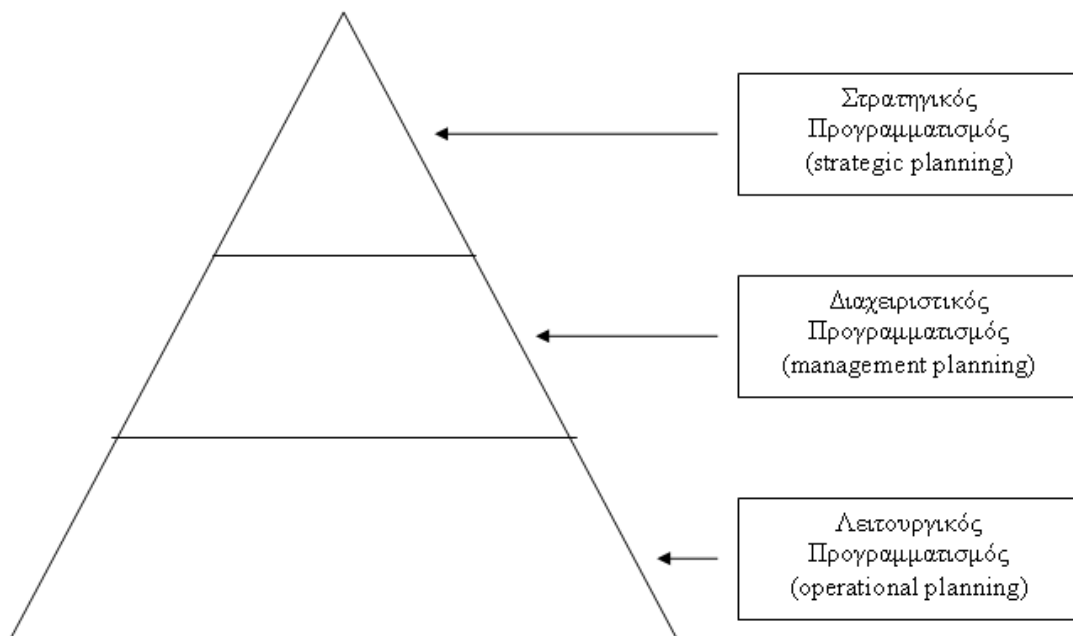 Στρατηγικός
Προγραμματισμός
(strategic planning)
Διαχειριστικός
Προγραμματισμός
(management planning)
Λειτουργικός
Προγραμματισμός
(operational planning)